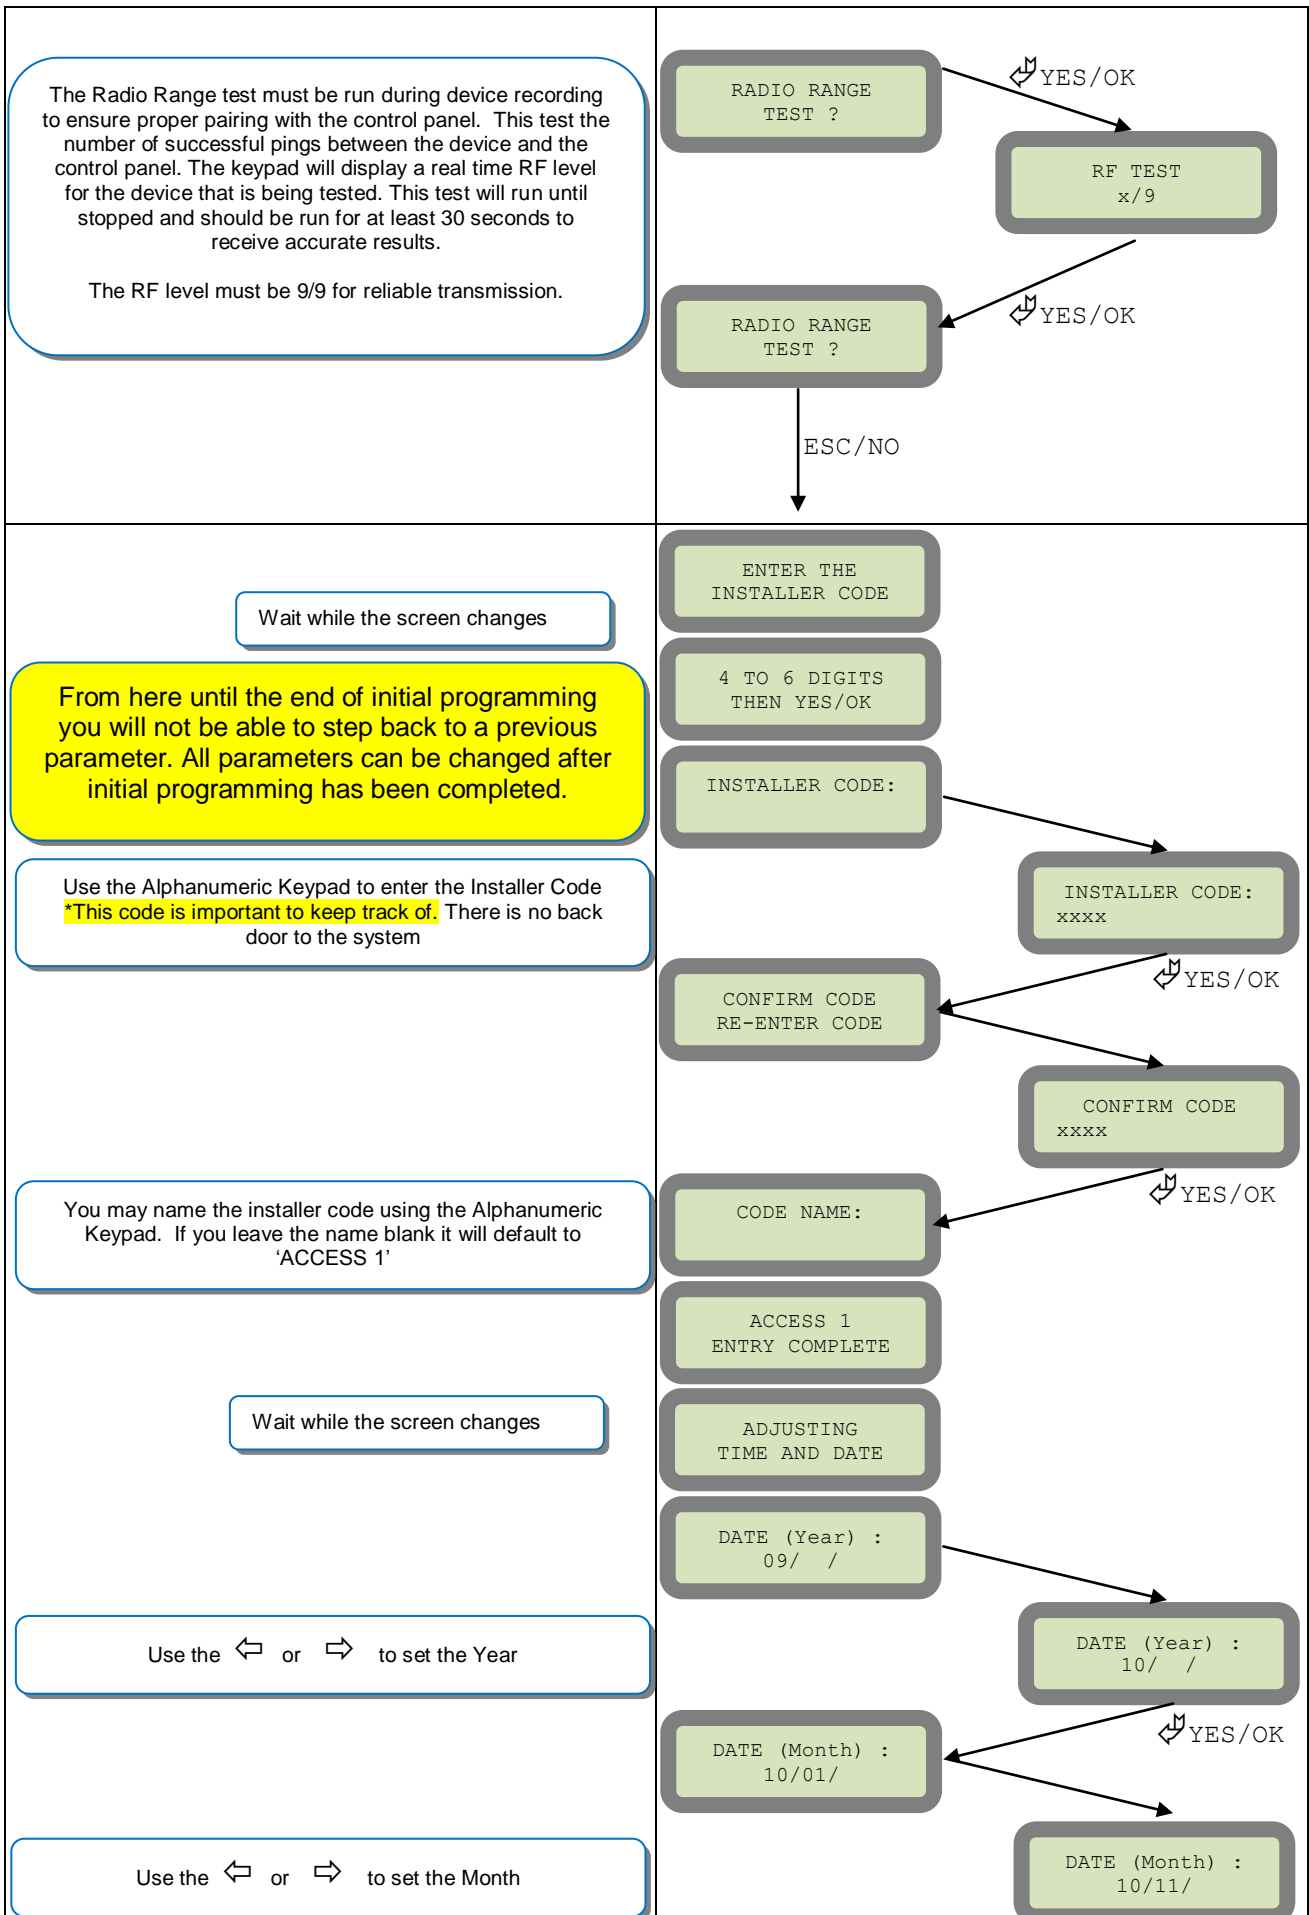 The Radio Range test must be run during device recording
to ensure proper pairing with the control panel.  This test the
number of successful pings between the device and the
control panel. The keypad will display a real time RF level
for the device that is being tested. This test will run until
stopped and should be run for at least 30 seconds to
receive accurate results.
The RF level must be 9/9 for reliable transmission.
RADIO RANGE
TEST ?
YES/OK
RF TEST
x/9
YES/OK
RADIO RANGE
TEST ?
ESC/NO
ENTER THE
INSTALLER CODE
Wait while the screen changes
4 TO 6 DIGITS
THEN YES/OK
From here until the end of initial programming
you will not be able to step back to a previous
parameter. All parameters can be changed after
initial programming has been completed.
INSTALLER CODE:
Use the Alphanumeric Keypad to enter the Installer Code
*This code is important to keep track of. There is no back
door to the system
INSTALLER CODE:
xxxx
YES/OK
CONFIRM CODE
RE-ENTER CODE
CONFIRM CODE
xxxx
YES/OK
You may name the installer code using the Alphanumeric
Keypad.  If you leave the name blank it will default to
‘ACCESS 1’
CODE NAME:
ACCESS 1
ENTRY COMPLETE
Wait while the screen changes
ADJUSTING
TIME AND DATE
DATE (Year) :
09/  /
Use the ⇦ or ⇨ to set the Year
DATE (Year) :
10/  /
YES/OK
DATE (Month) :
10/01/
Use the ⇦ or ⇨ to set the Month
DATE (Month) :
10/11/